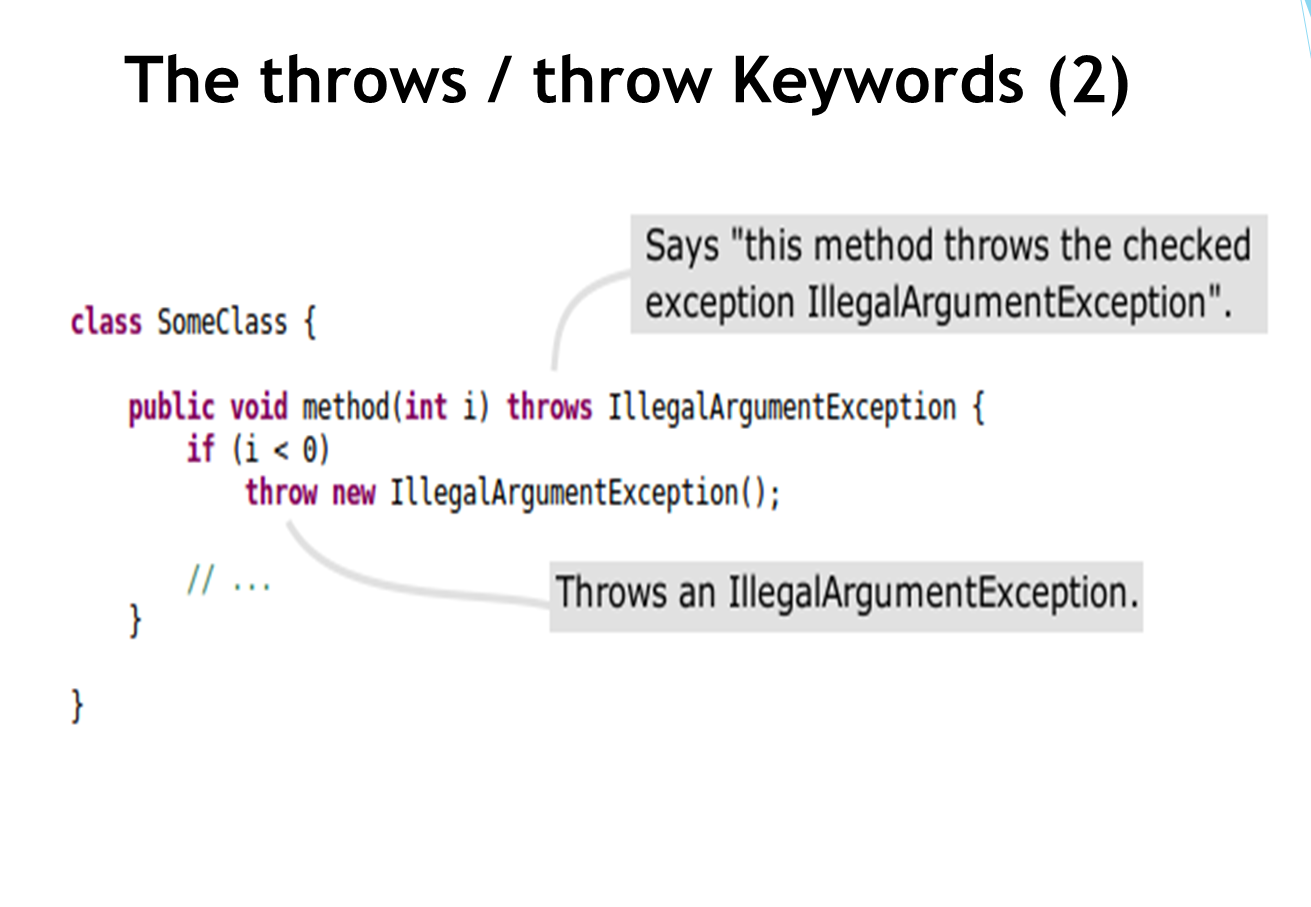 The throws / throw Keywords (2)
Says "this method throws the checked
exception IllegalArgumentException".
class SomeClass {
public void method(int i) throws IllegalArgumentException {
if (i < 0)
throw new IllegalArgumentException();
// ...
Throws an IllegalArgumentException.
}
}